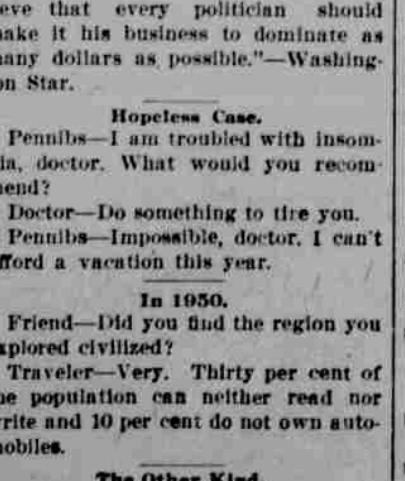 eve that every politician should
ake it his business to dominate as
any dollars as possible."—Washing-
on Star.
Hopeless Case.
Pennibs—I am troubled with insom-
ia, doctor. What would you recom-
end?
Doctor—Do something to tire you.
Pennibs—Impossible, doctor. I can't
fford a vacation this year.
In 1950.
Friend—Did you find the region you
xplored civilized?
Traveler—Very. Thirty per cent of
he population can neither read nor
rite and 10 per cent do not own auto-
obiles.
The Other Kind.